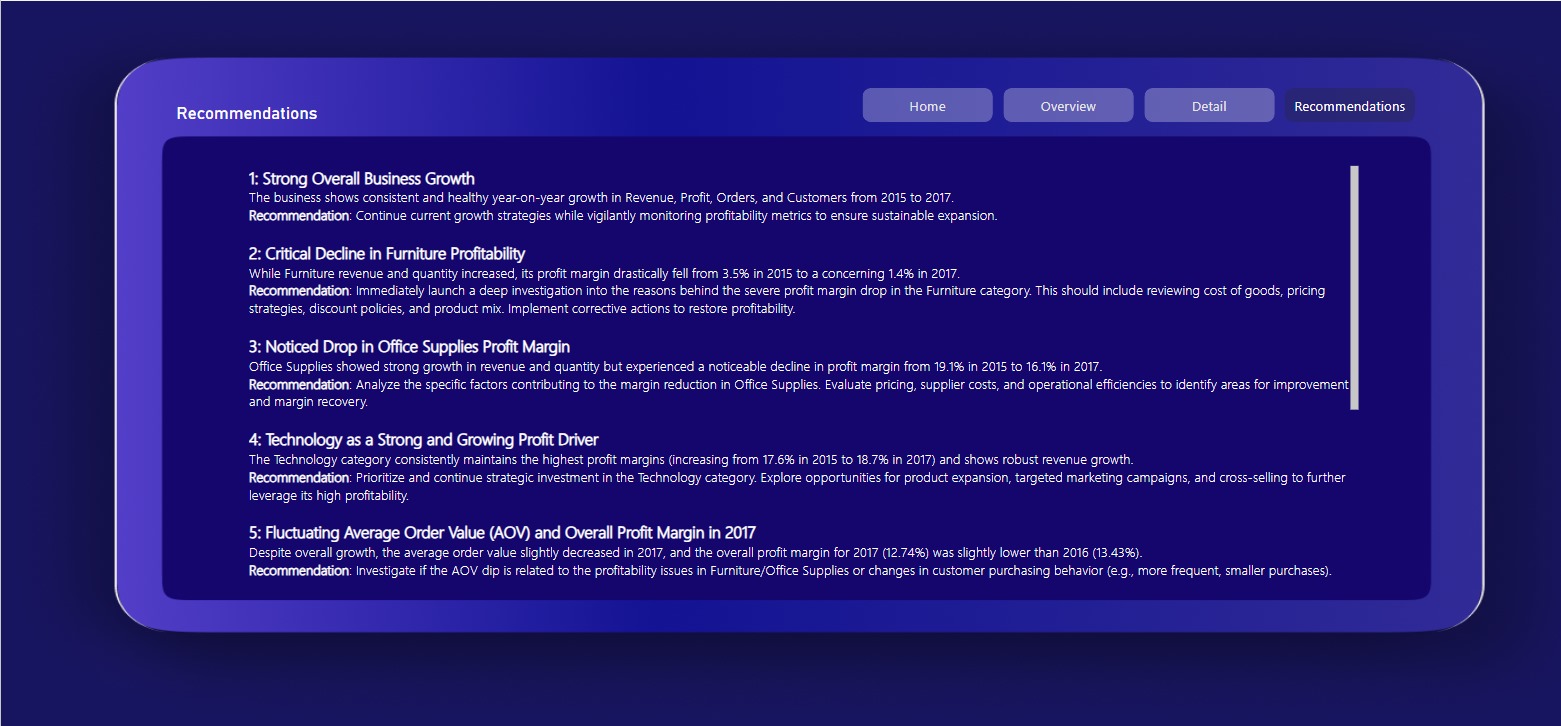 Recommendations
Home
Overview
Detail
Recommendations
1: Strong Overall Business Growth
The business shows consistent and healthy year-on-year growth in Revenue, Profit, Orders, and Customers from 2015 to 2017.
Recommendation: Continue current growth strategies while vigilantly monitoring profitability metrics to ensure sustainable expansion.
2: Critical Decline in Furniture Profitability
While Furniture revenue and quantity increased, its profit margin drastically fell from 3.5% in 2015 to a concerning 1.4% in 2017.
Recommendation: Immediately launch a deep investigation into the reasons behind the severe profit margin drop in the Furniture category. This should include reviewing cost of goods, pricing
strategies, discount policies, and product mix. Implement corrective actions to restore profitability.
3: Noticed Drop in Office Supplies Profit Margin
Office Supplies showed strong growth in revenue and quantity but experienced a noticeable decline in profit margin from 19.1% in 2015 to 16.1% in 2017.
Recommendation: Analyze the specific factors contributing to the margin reduction in Office Supplies. Evaluate pricing, supplier costs, and operational efficiencies to identify areas for improvement
and margin recovery.
4: Technology as a Strong and Growing Profit Driver
The Technology category consistently maintains the highest profit margins (increasing from 17.6% in 2015 to 18.7% in 2017) and shows robust revenue growth.
Recommendation: Prioritize and continue strategic investment in the Technology category. Explore opportunities for product expansion, targeted marketing campaigns, and cross-selling to further
leverage its high profitability.
5: Fluctuating Average Order Value (AOV) and Overall Profit Margin in 2017
Despite overall growth, the average order value slightly decreased in 2017, and the overall profit margin for 2017 (12.74%) was slightly lower than 2016 (13.43%).
Recommendation: Investigate if the AOV dip is related to the profitability issues in Furniture/Office Supplies or changes in customer purchasing behavior (e.g., more frequent, smaller purchases).